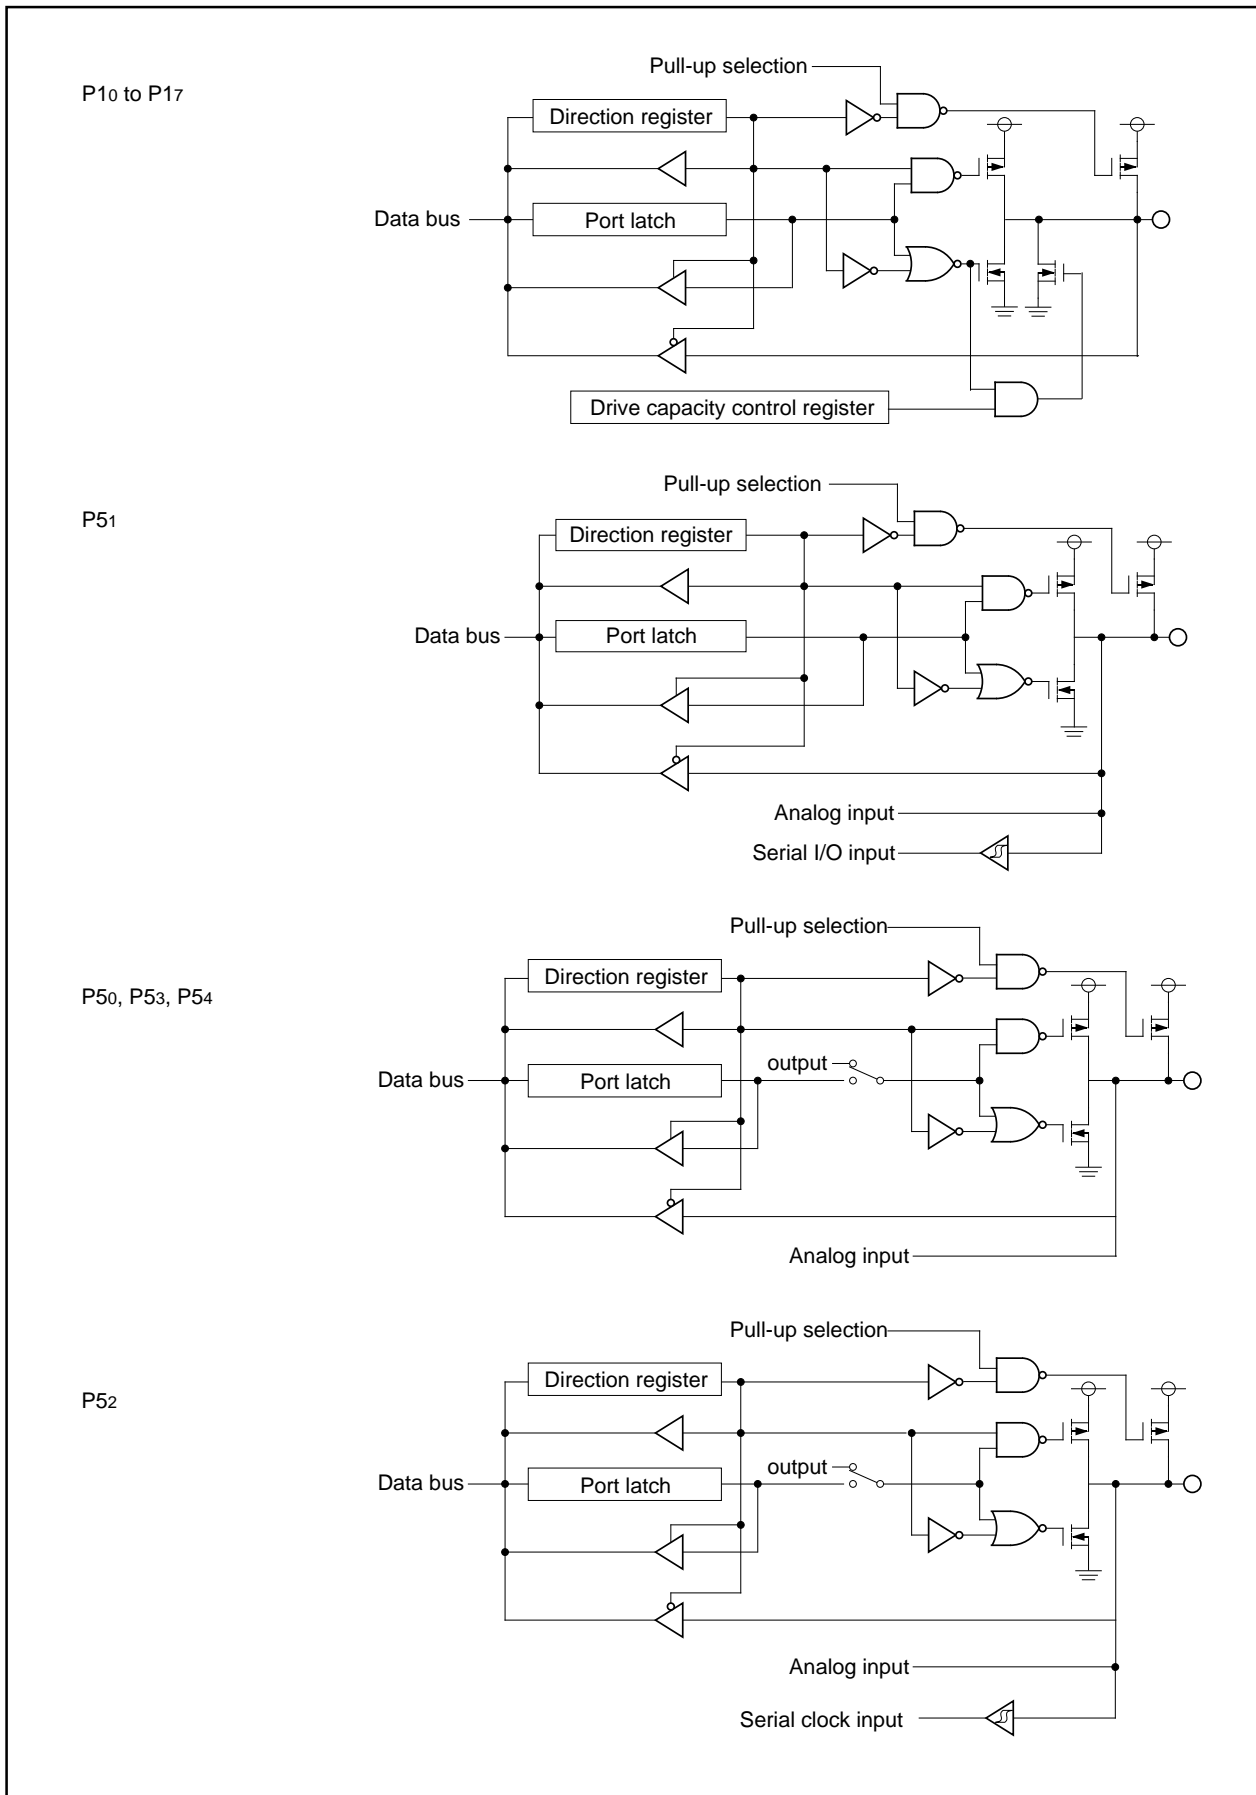 Pull-up selection
P10 to P17
Direction register
Data bus
Port latch
Drive capacity control register
Pull-up selection
P51
Direction register
Data bus
Port latch
Analog input
Serial I/O input
Pull-up selection
Direction register
P50, P53, P54
output
Data bus
Port latch
Analog input
Pull-up selection
Direction register
P52
output
Data bus
Port latch
Analog input
Serial clock input